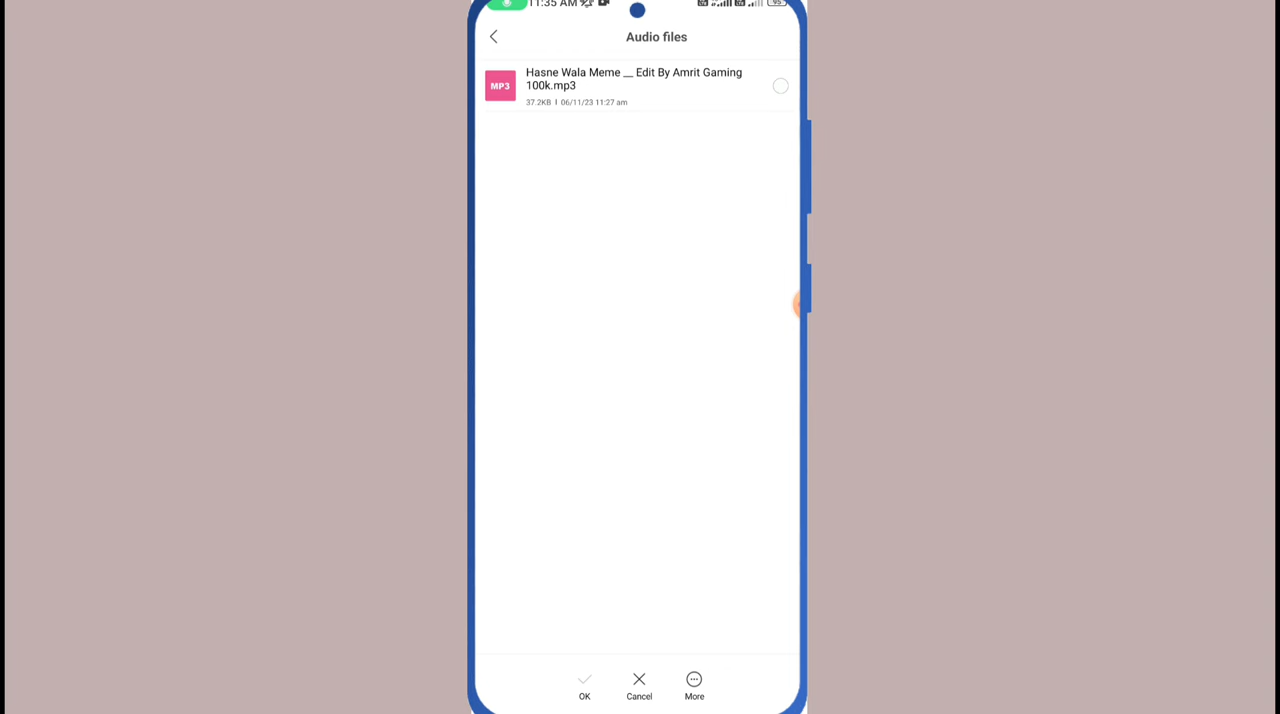 11:35 AM
95
Audio files
MP3
Hasne Wala Meme __ Edit By Amrit Gaming
100k.mp3
37.2KB | 06/11/23 11:27 am
OK
Cancel
More